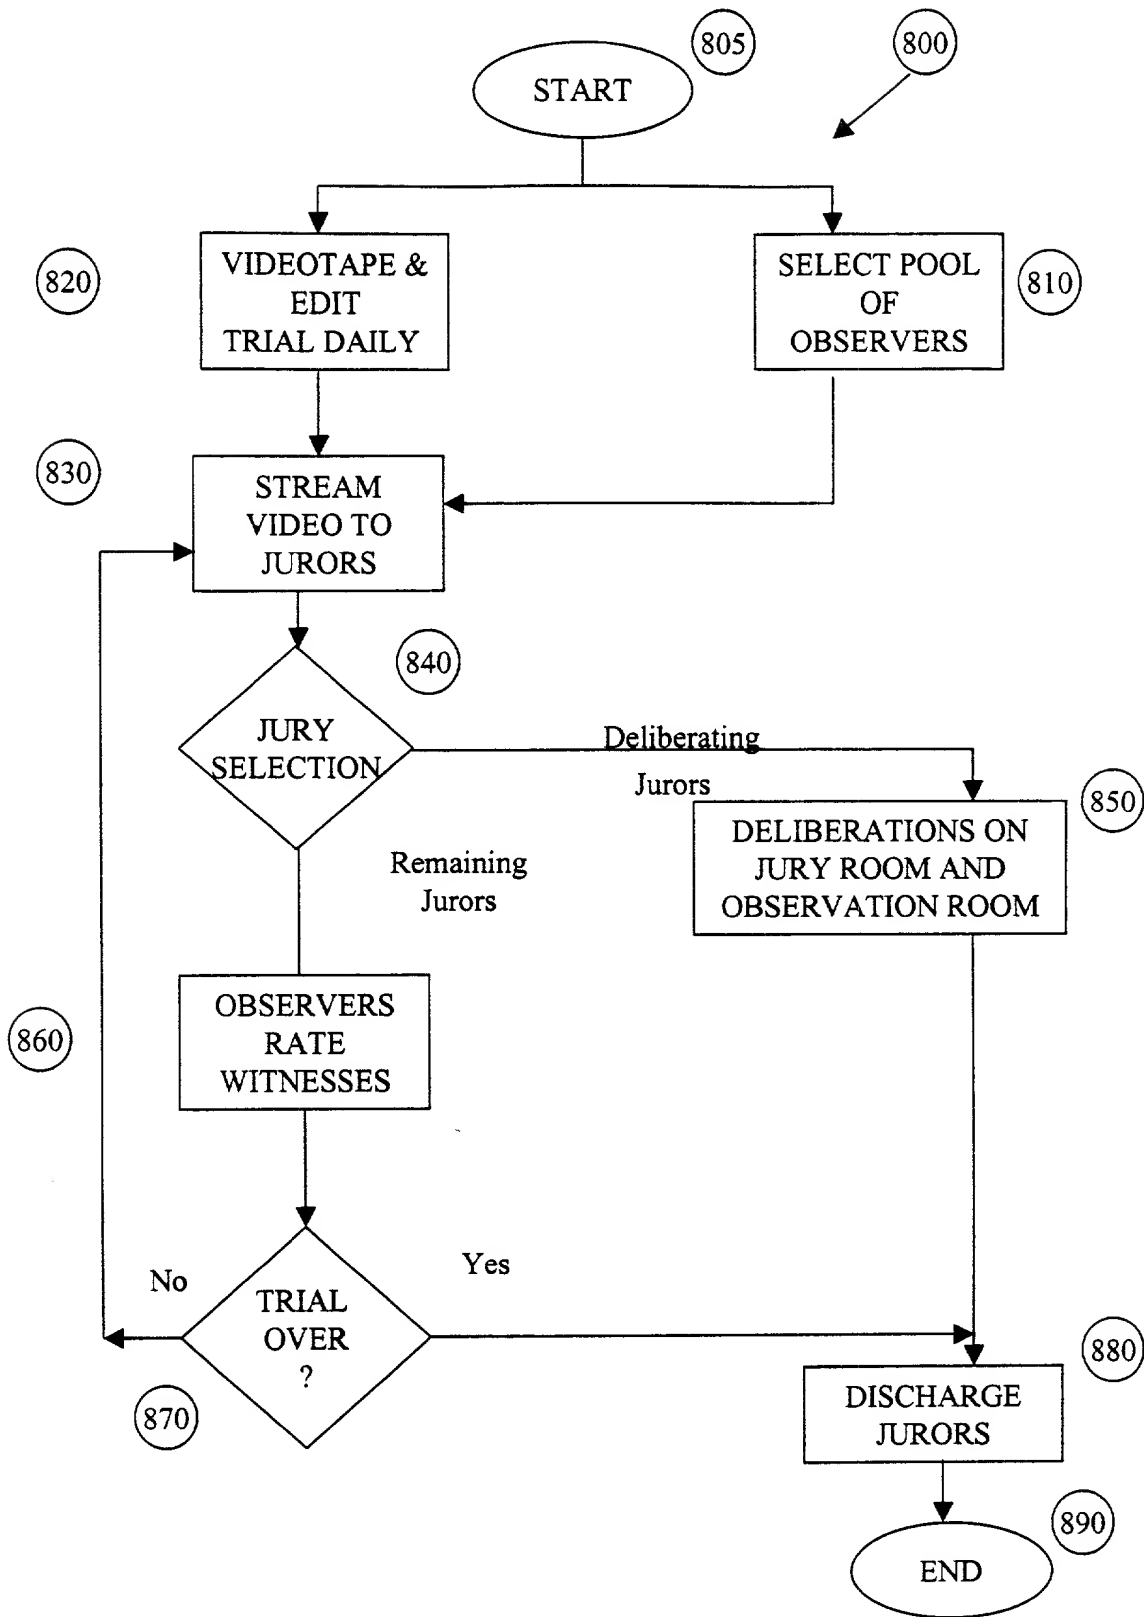 805
800
START
820
VIDEOTAPE &
EDIT
TRIAL DAILY
SELECT POOL
OF
OBSERVERS
810
830
STREAM
VIDEO TO
JURORS
840
JURY
SELECTION
Deliberating
Jurors
850
DELIBERATIONS ON
JURY ROOM AND
OBSERVATION ROOM
Remaining
Jurors
860
OBSERVERS
RATE
WITNESSES
No
Yes
TRIAL
OVER
?
870
880
DISCHARGE
JURORS
890
END